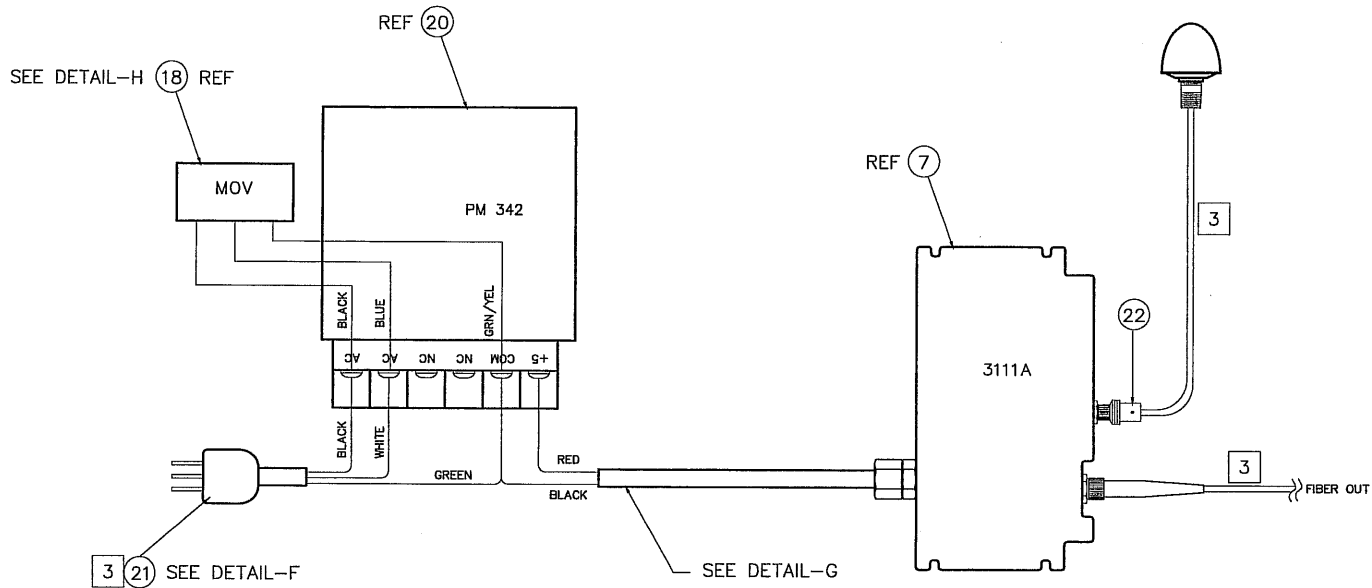 REF 20
SEE DETAIL-H 18 REF
MOV
PM 342
REF 7
3
22
3111A
BLACK
BLUE
GRN/YEL
AC
AC
NC
NC
COM
+5
BLACK
WHITE
GREEN
RED
BLACK
3
FIBER OUT
3 21 SEE DETAIL-F
SEE DETAIL-G